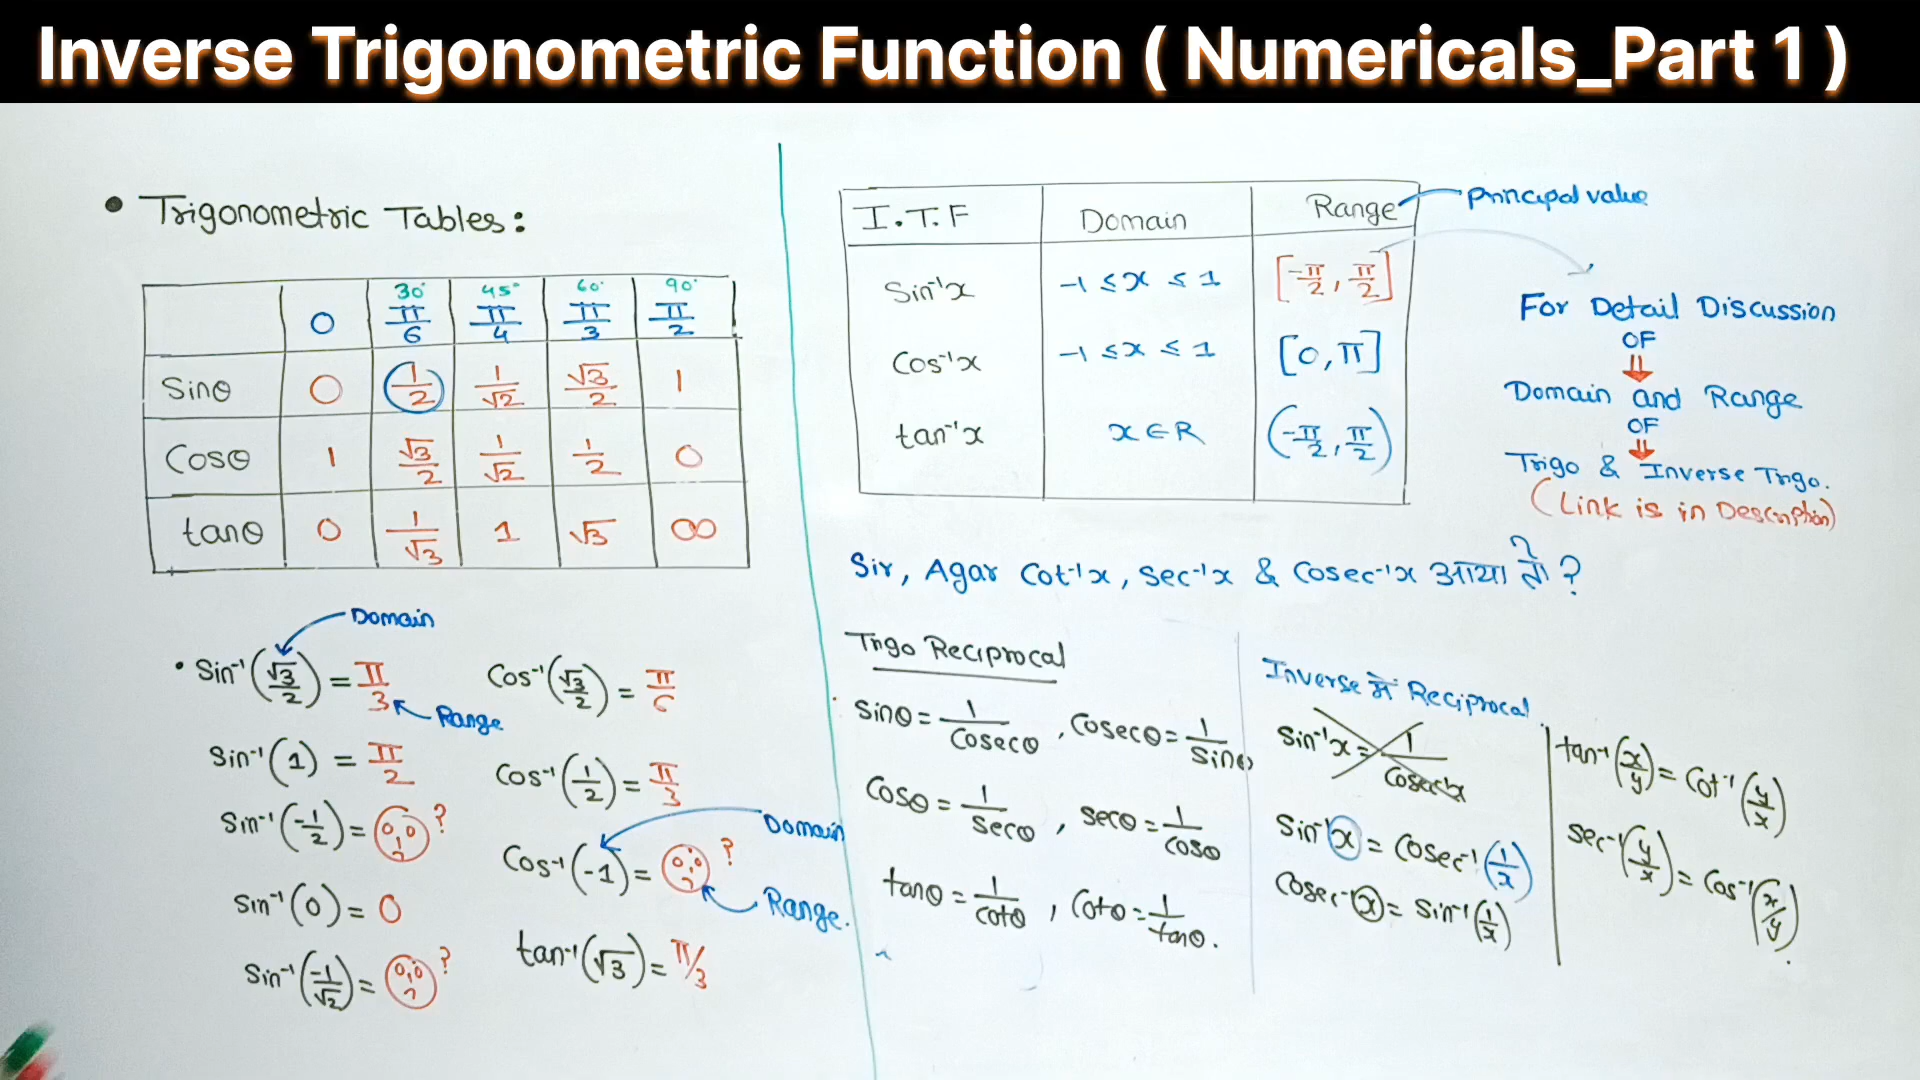 Inverse Trigonometric Function ( Numericals_Part 1 )
• Trigonometric Tables:
0 30° π/6 45° π/4 60° π/3 90° π/2
Sinθ 0 1/2 1/√2 √3/2 1
Cosθ 1 √3/2 1/√2 1/2 0
tanθ 0 1/√3 1 √3 ∞
Domain
• Sin⁻¹(√3/2) = π/3
Range
Sin⁻¹(1) = π/2
Sin⁻¹(-1/2) = ?
Sin⁻¹(0) = 0
Sin⁻¹(-1/√2) = ?
Cos⁻¹(√3/2) = π/6
Cos⁻¹(1/2) = π/3
Domain
Cos⁻¹(-1) = ?
Range.
tan⁻¹(√3) = π/3
I.T.F Domain Range
Principal value
Sin⁻¹x -1 ≤ x ≤ 1 [-π/2, π/2]
Cos⁻¹x -1 ≤ x ≤ 1 [0, π]
tan⁻¹x x ∈ R (-π/2, π/2)
For Detail Discussion
OF
⇓
Domain and Range
OF
⇓
Trigo & Inverse Trigo.
(Link is in Description)
Sir, Agar Cot⁻¹x, Sec⁻¹x & Cosec⁻¹x आया तो ?
Trigo Reciprocal
Sinθ = 1/Cosecθ , Cosecθ = 1/Sinθ
Cosθ = 1/Secθ , Secθ = 1/Cosθ
tanθ = 1/cotθ , Cotθ = 1/tanθ.
Inverse में Reciprocal
Sin⁻¹x = 1/Cosec⁻¹x
Sin⁻¹x = Cosec⁻¹(1/x)
Cosec⁻¹(x) = Sin⁻¹(1/x)
tan⁻¹(x/y) = Cot⁻¹(y/x)
Sec⁻¹(y/x) = Cos⁻¹(x/y)